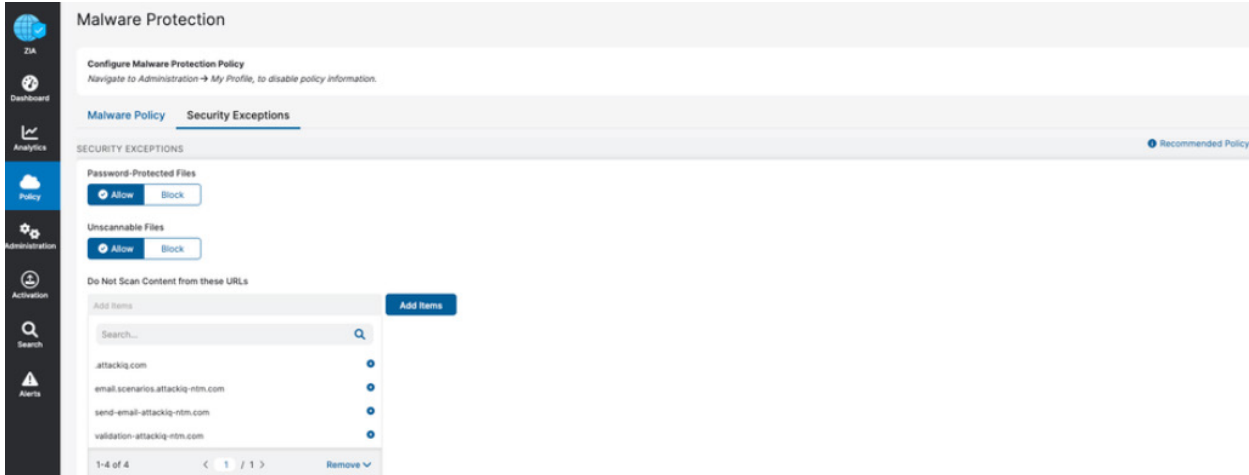 Malware Protection
ZIA
Configure Malware Protection Policy
Navigate to Administration → My Profile, to disable policy information.
Dashboard
Malware Policy
Security Exceptions
Analytics
SECURITY EXCEPTIONS
Recommended Policy
Password-Protected Files
Allow
Block
Policy
Unscannable Files
Administration
Allow
Block
Do Not Scan Content from these URLs
Activation
Add Items
Add Items
Search...
Search
.attackiq.com
email.scenarios.attackiq-ntm.com
Alerts
send-email-attackiq-ntm.com
validation-attackiq-ntm.com
1-4 of 4
< 1 / 1 >
Remove